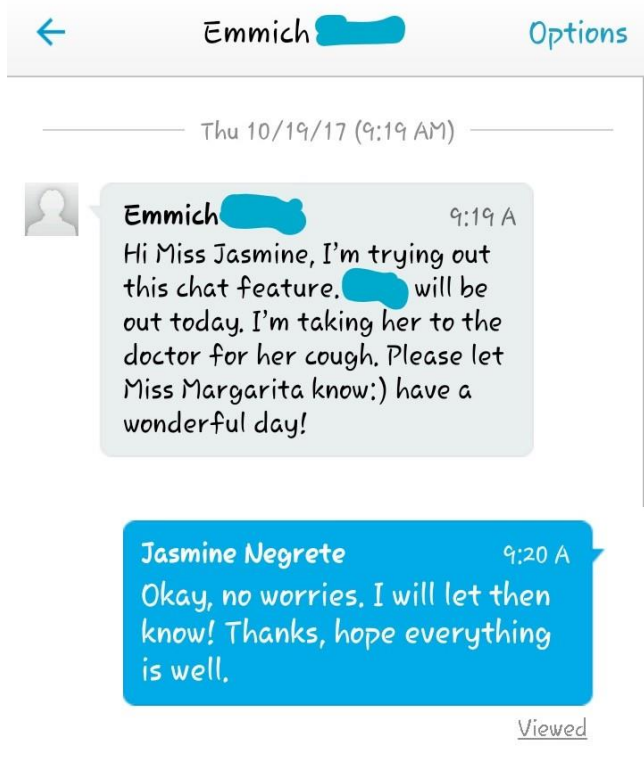 Emmich
Options
Thu 10/19/17 (9:19 AM)
Emmich 9:19 A
Hi Miss Jasmine, I'm trying out
this chat feature. will be
out today. I'm taking her to the
doctor for her cough. Please let
Miss Margarita know:) have a
wonderful day!
Jasmine Negrete 9:20 A
Okay, no worries. I will let then
know! Thanks, hope everything
is well.
Viewed